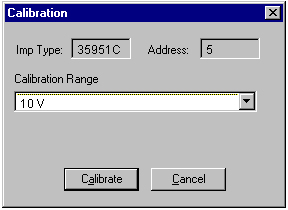 Calibration
Imp Type: 35951C Address: 5
Calibration Range
10 V
Calibrate Cancel